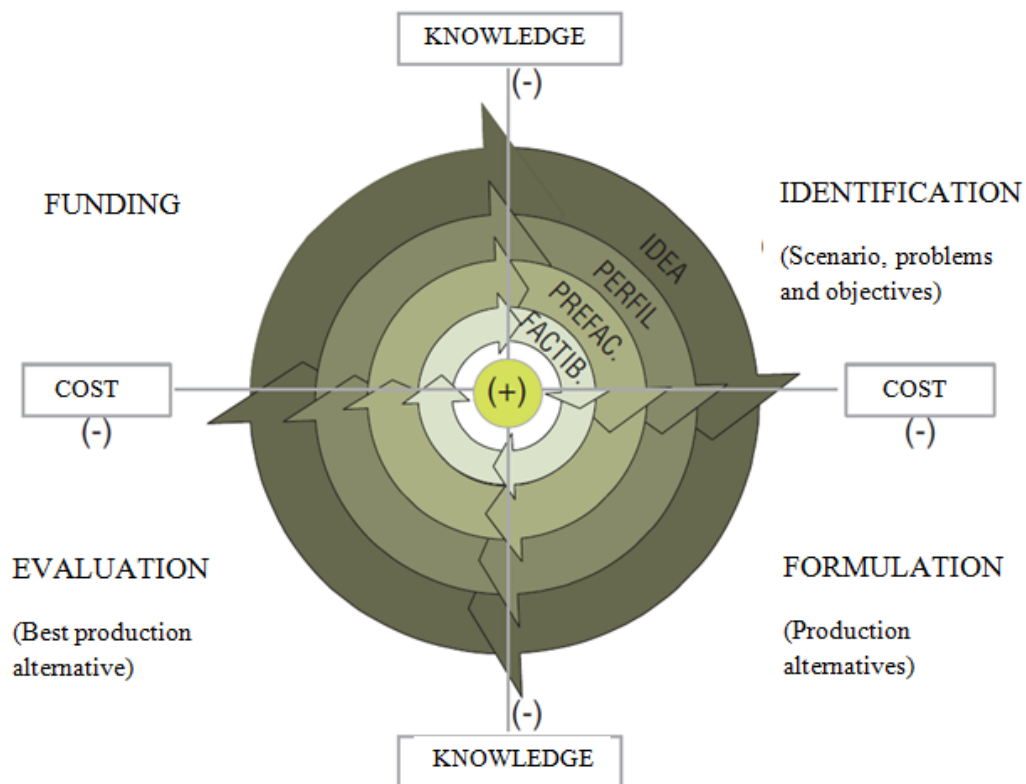 KNOWLEDGE
(-)
FUNDING
IDENTIFICATION
(Scenario, problems
and objectives)
IDEA
PERFIL
PREFAC.
FACTIB.
COST
(-)
(+)
COST
(-)
EVALUATION
(Best production
alternative)
FORMULATION
(Production
alternatives)
(-)
KNOWLEDGE